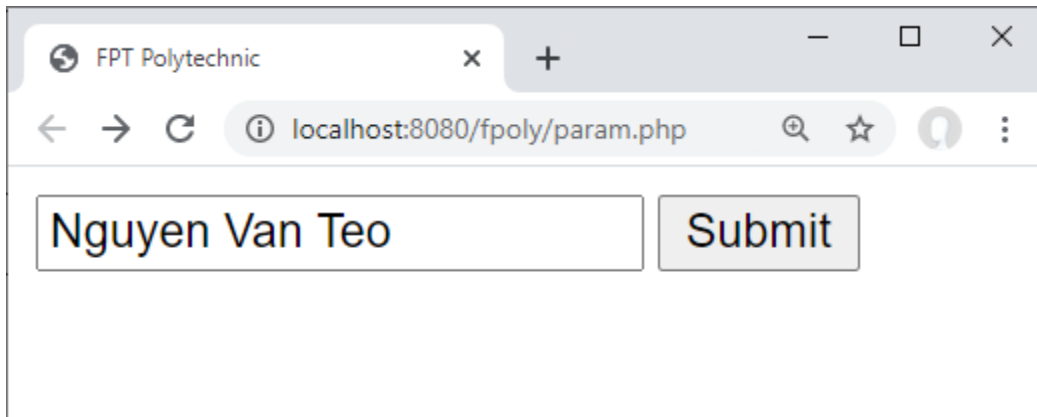 FPT Polytechnic
localhost:8080/fpoly/param.php
Nguyen Van Teo Submit